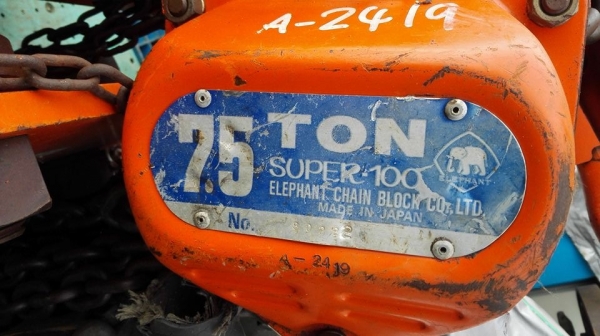 A-2419
7.5 TON
SUPER-100
ELEPHANT
ELEPHANT CHAIN BLOCK CO., LTD.
MADE IN JAPAN
No.
A-2419